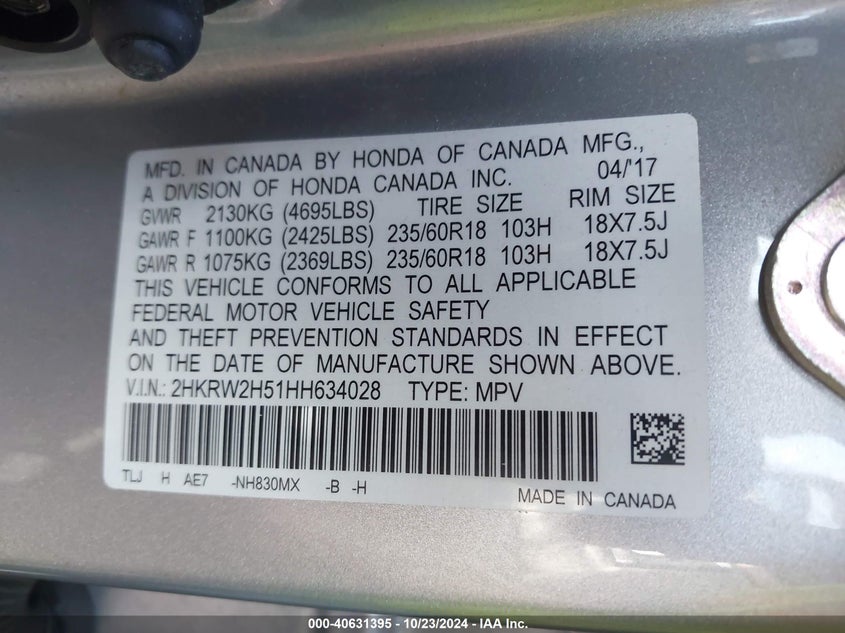 MFD. IN CANADA BY HONDA OF CANADA MFG.,
A DIVISION OF HONDA CANADA INC. 04/'17
GVWR 2130KG (4695LBS) TIRE SIZE RIM SIZE
GAWR F 1100KG (2425LBS) 235/60R18 103H 18X7.5J
GAWR R 1075KG (2369LBS) 235/60R18 103H 18X7.5J
THIS VEHICLE CONFORMS TO ALL APPLICABLE
FEDERAL MOTOR VEHICLE SAFETY
AND THEFT PREVENTION STANDARDS IN EFFECT
ON THE DATE OF MANUFACTURE SHOWN ABOVE.
V.I.N.: 2HKRW2H51HH634028 TYPE: MPV
TLJ H AE7 -NH830MX -B -H
MADE IN CANADA
000-40631395 - 10/23/2024 - IAA Inc.